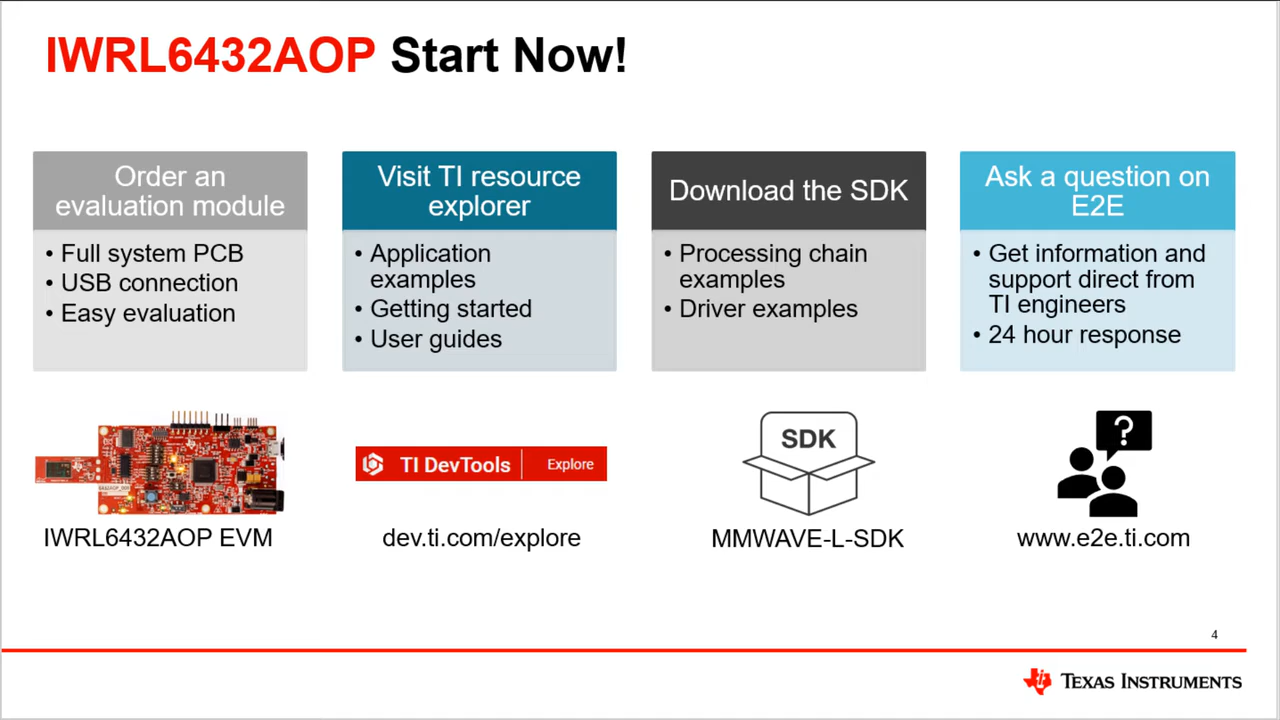 IWRL6432AOP Start Now!
Order an
evaluation module
• Full system PCB
• USB connection
• Easy evaluation
Visit TI resource
explorer
• Application
examples
• Getting started
• User guides
Download the SDK
• Processing chain
examples
• Driver examples
Ask a question on
E2E
• Get information and
support direct from
TI engineers
• 24 hour response
IWRL6432AOP EVM
TI DevTools
Explore
dev.ti.com/explore
SDK
MMWAVE-L-SDK
?
www.e2e.ti.com
4
TEXAS INSTRUMENTS